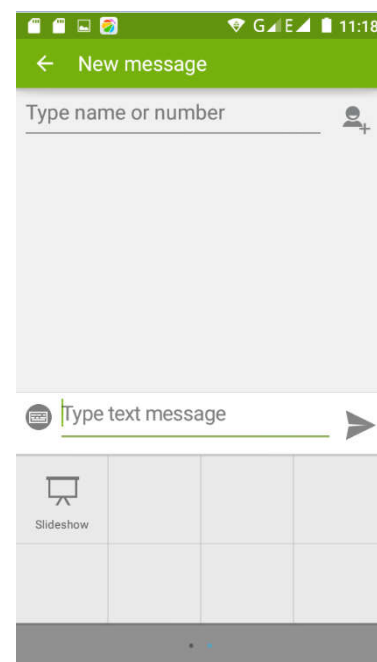 G E 11:18
New message
Type name or number
Type text message
Slideshow